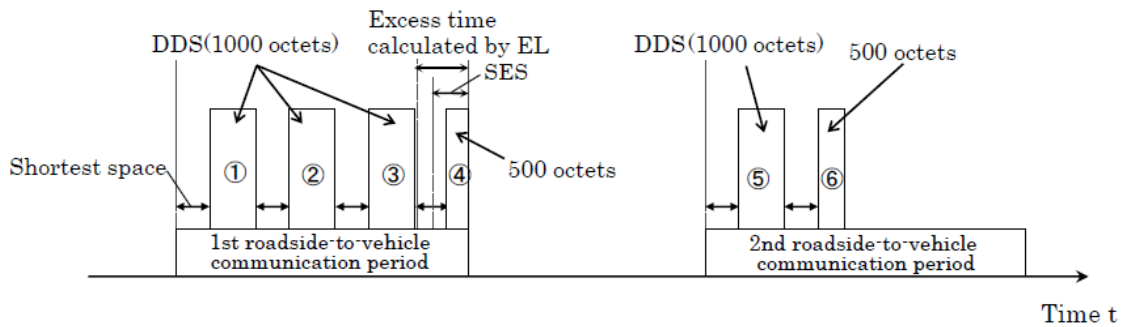 Excess time
calculated by EL
DDS(1000 octets)
SES
DDS(1000 octets)
500 octets
Shortest space
①
②
③
④
500 octets
⑤
⑥
1st roadside-to-vehicle
communication period
2nd roadside-to-vehicle
communication period
Time t